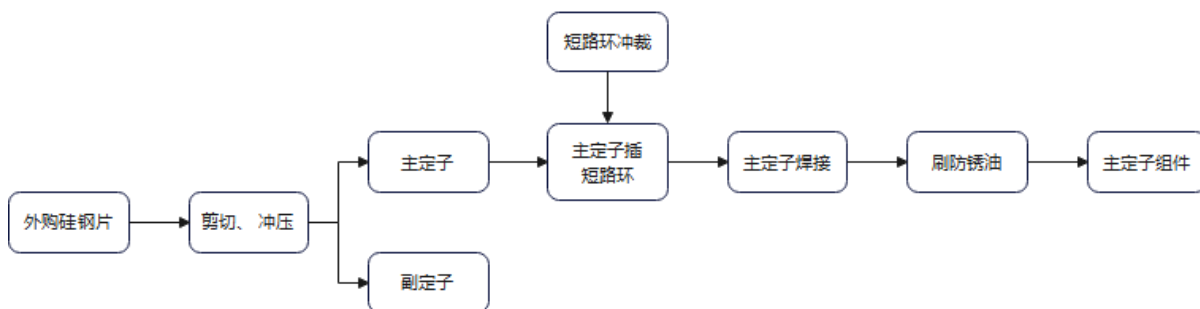 短路环冲裁
主定子
主定子插
短路环
主定子焊接
刷防锈油
主定子组件
外购硅钢片
剪切、 冲压
副定子